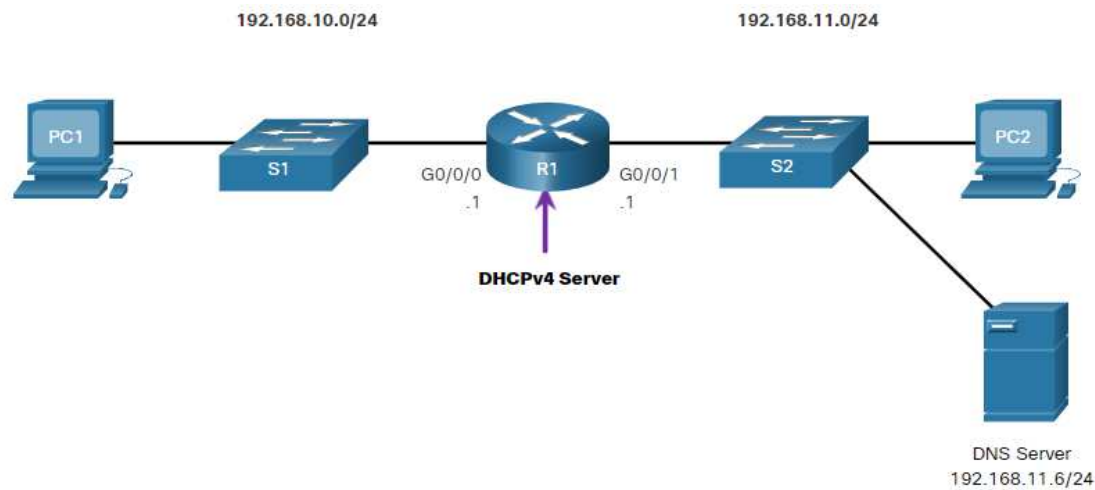 192.168.10.0/24
192.168.11.0/24
PC1
S1
R1
S2
PC2
G0/0/0
.1
G0/0/1
.1
DHCPv4 Server
DNS Server
192.168.11.6/24